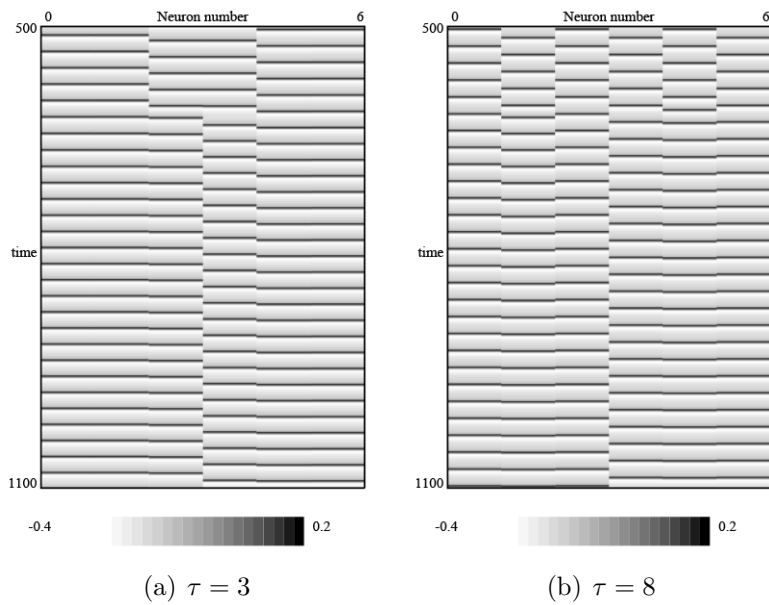 0 Neuron number 6
500
time
1100
-0.4 0.2
(a) τ = 3
0 Neuron number 6
500
time
1100
-0.4 0.2
(b) τ = 8